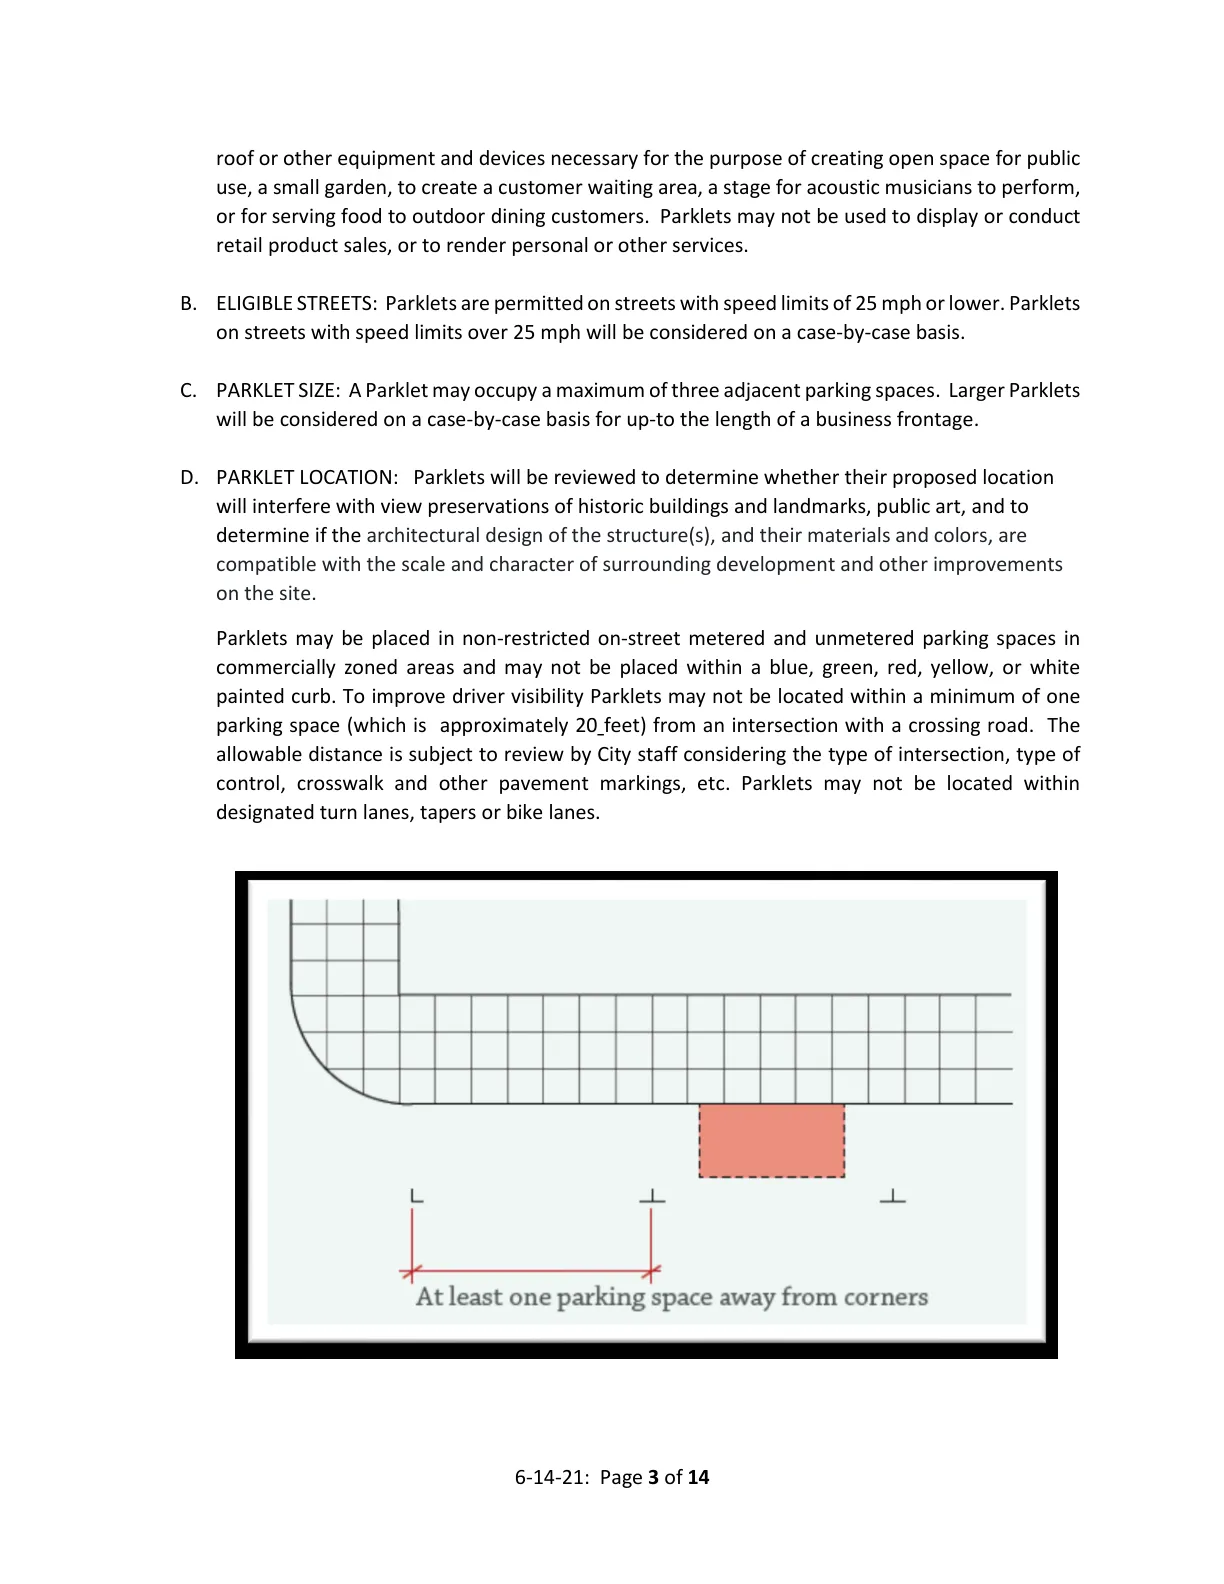 roof or other equipment and devices necessary for the purpose of creating open space for public
use, a small garden, to create a customer waiting area, a stage for acoustic musicians to perform,
or for serving food to outdoor dining customers.  Parklets may not be used to display or conduct
retail product sales, or to render personal or other services.
B. ELIGIBLE STREETS:  Parklets are permitted on streets with speed limits of 25 mph or lower. Parklets
on streets with speed limits over 25 mph will be considered on a case-by-case basis.
C. PARKLET SIZE:  A Parklet may occupy a maximum of three adjacent parking spaces.  Larger Parklets
will be considered on a case-by-case basis for up-to the length of a business frontage.
D. PARKLET LOCATION:   Parklets will be reviewed to determine whether their proposed location
will interfere with view preservations of historic buildings and landmarks, public art, and to
determine if the architectural design of the structure(s), and their materials and colors, are
compatible with the scale and character of surrounding development and other improvements
on the site.
Parklets may be placed in non-restricted on-street metered and unmetered parking spaces in
commercially zoned areas and may not be placed within a blue, green, red, yellow, or white
painted curb. To improve driver visibility Parklets may not be located within a minimum of one
parking space (which is  approximately 20 feet) from an intersection with a crossing road.  The
allowable distance is subject to review by City staff considering the type of intersection, type of
control, crosswalk and other pavement markings, etc. Parklets may not be located within
designated turn lanes, tapers or bike lanes.
At least one parking space away from corners
6-14-21:  Page 3 of 14